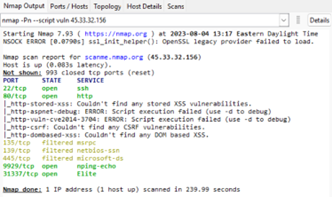 Nmap Output Ports / Hosts Topology Host Details Scans
nmap -Pn --script vuln 45.33.32.156 Details
Starting Nmap 7.93 ( https://nmap.org ) at 2023-08-04 13:17 Eastern Daylight Time
NSOCK ERROR [0.0790s] ssl_init_helper(): OpenSSL legacy provider failed to load.
Nmap scan report for scanme.nmap.org (45.33.32.156)
Host is up (0.083s latency).
Not shown: 993 closed tcp ports (reset)
PORT STATE SERVICE
22/tcp open ssh
80/tcp open http
|_http-stored-xss: Couldn't find any stored XSS vulnerabilities.
|_http-aspnet-debug: ERROR: Script execution failed (use -d to debug)
|_http-vuln-cve2014-3704: ERROR: Script execution failed (use -d to debug)
|_http-csrf: Couldn't find any CSRF vulnerabilities.
|_http-dombased-xss: Couldn't find any DOM based XSS.
135/tcp filtered msrpc
139/tcp filtered netbios-ssn
445/tcp filtered microsoft-ds
9929/tcp open nping-echo
31337/tcp open Elite
Nmap done: 1 IP address (1 host up) scanned in 239.99 seconds